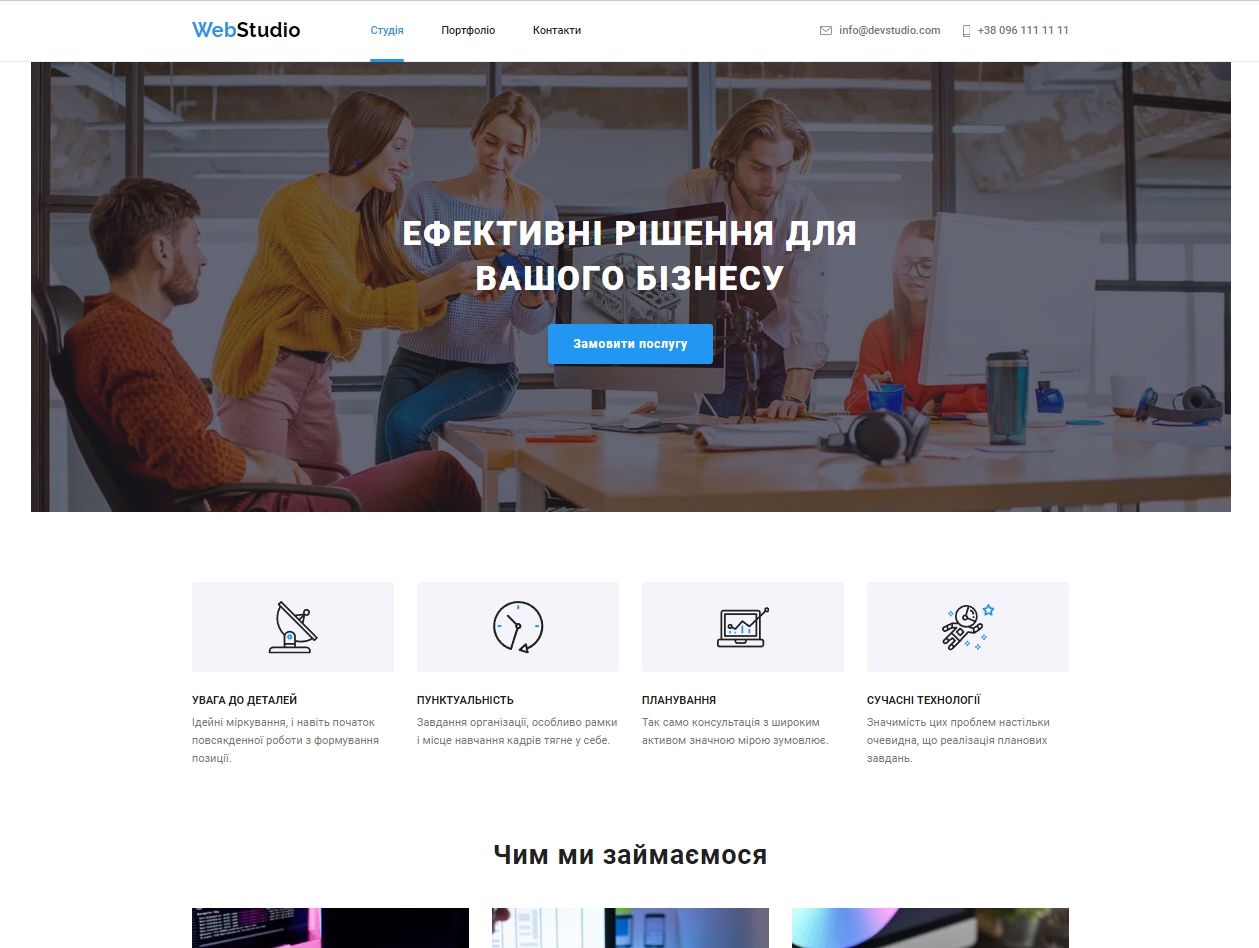 WebStudio
Студія
Портфоліо
Контакти
info@devstudio.com
+38 096 111 11 11
ЕФЕКТИВНІ РІШЕННЯ ДЛЯ
ВАШОГО БІЗНЕСУ
Замовити послугу
УВАГА ДО ДЕТАЛЕЙ
Ідейні міркування, і навіть початок
повсякденної роботи з формування
позиції.
ПУНКТУАЛЬНІСТЬ
Завдання організації, особливо рамки
і місце навчання кадрів тягне у себе.
ПЛАНУВАННЯ
Так само консультація з широким
активом значною мірою зумовлює.
СУЧАСНІ ТЕХНОЛОГІЇ
Значимість цих проблем настільки
очевидна, що реалізація планових
завдань.
Чим ми займаємося